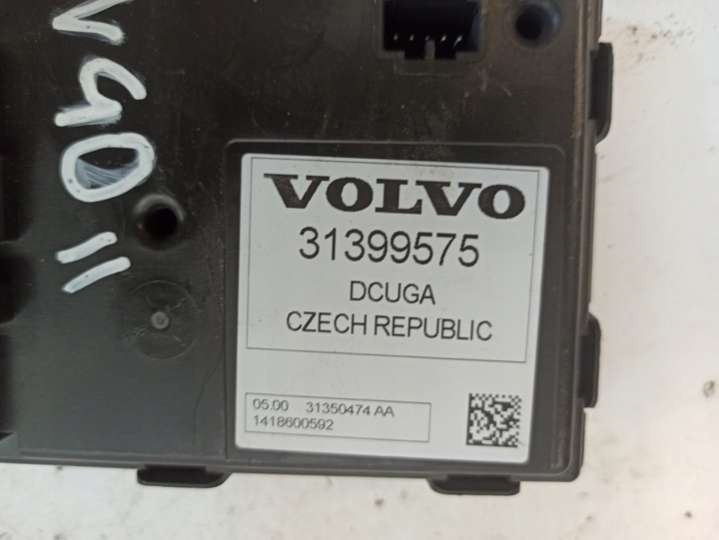 V40 11
VOLVO
31399575
DCUGA
CZECH REPUBLIC
05.00 31350474 AA
1418600592